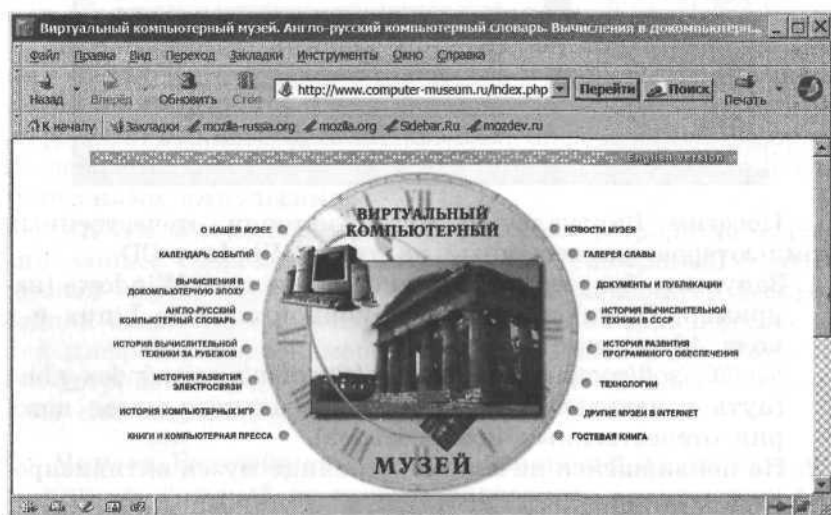 Виртуальный компьютерный музей. Англо-русский компьютерный словарь. Вычисления в докомпьютерн...
Файл Правка Вид Переход Закладки Инструменты Окно Справка
http://www.computer-museum.ru/index.php Перейти Поиск
Назад Вперёд Обновить Стоп Печать
К началу Закладки mozilla-russia.org mozilla.org Sidebar.Ru mozdev.ru
English version
ВИРТУАЛЬНЫЙ
КОМПЬЮТЕРНЫЙ
О НАШЕМ МУЗЕЕ
КАЛЕНДАРЬ СОБЫТИЙ
ВЫЧИСЛЕНИЯ В
ДОКОМПЬЮТЕРНУЮ ЭПОХУ
АНГЛО-РУССКИЙ
КОМПЬЮТЕРНЫЙ СЛОВАРЬ
ИСТОРИЯ ВЫЧИСЛИТЕЛЬНОЙ
ТЕХНИКИ ЗА РУБЕЖОМ
ИСТОРИЯ РАЗВИТИЯ
ЭЛЕКТРОСВЯЗИ
ИСТОРИЯ КОМПЬЮТЕРНЫХ ИГР
КНИГИ И КОМПЬЮТЕРНАЯ ПРЕССА
НОВОСТИ МУЗЕЯ
ГАЛЕРЕЯ СЛАВЫ
ДОКУМЕНТЫ И ПУБЛИКАЦИИ
ИСТОРИЯ ВЫЧИСЛИТЕЛЬНОЙ
ТЕХНИКИ В
ИСТОРИЯ РАЗВИТИЯ
ПРОГРАММНОГО ОБЕСПЕЧЕНИЯ
ТЕХНОЛОГИИ
ДРУГИЕ МУЗЕИ В INTERNET
ГОСТЕВАЯ КНИГА
МУЗЕЙ